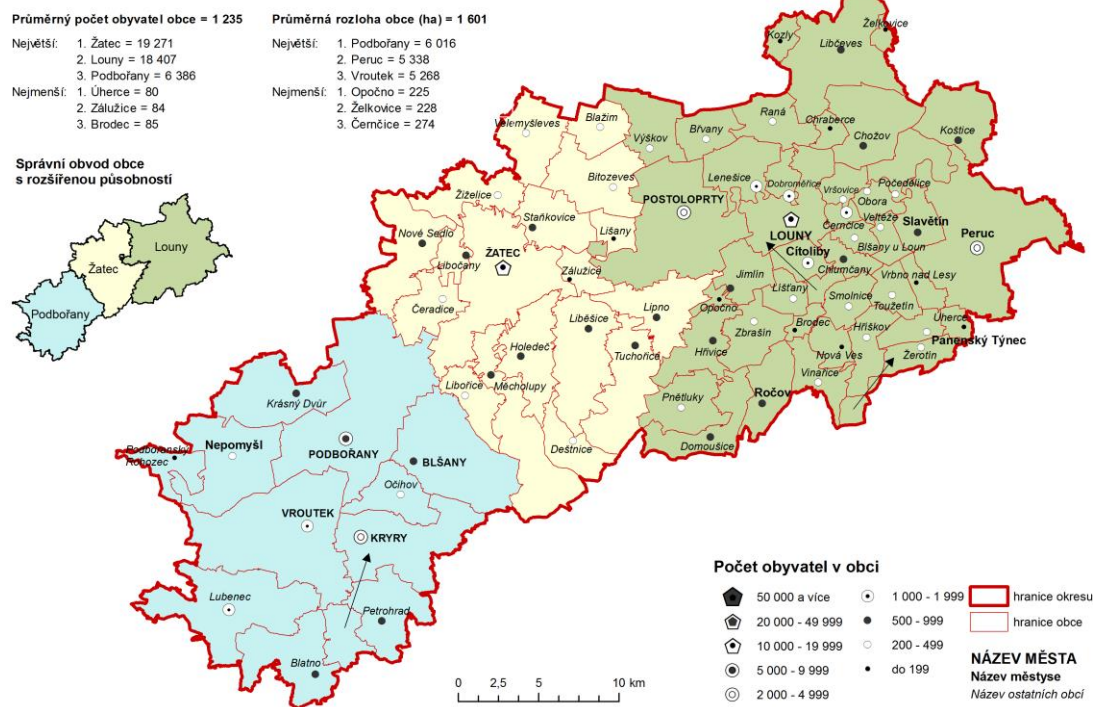 Průměrný počet obyvatel obce = 1 235
Největší: 1. Žatec = 19 271
2. Louny = 18 407
3. Podbořany = 6 386
Nejmenší: 1. Úherce = 80
2. Zálužice = 84
3. Brodec = 85
Průměrná rozloha obce (ha) = 1 601
Největší: 1. Podbořany = 6 016
2. Peruc = 5 338
3. Vroutek = 5 268
Nejmenší: 1. Opočno = 225
2. Želkovice = 228
3. Černčice = 274
Správní obvod obce
s rozšířenou působností
Louny
Žatec
Podbořany
Želkovice
Kozly
Libčeves
Blažim
Velemyšleves
Raná
Chraberce
Výškov
Břvany
Chožov
Koštice
Bitozeves
Lenešice
Dobroměřice
Vršovice
Počedělice
Žiželice
POSTOLOPRTY
Obora
Staňkovice
Veltěže
Slavětín
Nové Sedlo
Lišany
LOUNY
Černčice
Peruc
Libočany
ŽATEC
Cítoliby
Blšany u Loun
Zálužice
Jimlín
Chlumčany
Vrbno nad Lesy
Lišťany
Čeradice
Opočno
Smolnice
Toužetín
Liběšice
Lipno
Zbrašín
Brodec
Hříškov
Úherce
Panenský Týnec
Holedeč
Tuchořice
Hřivice
Nová Ves
Žerotín
Měcholupy
Libořice
Vinařice
Krásný Dvůr
Pnětluky
Ročov
Deštnice
Domoušice
Nepomyšl
Podbořanský
Rohozec
PODBOŘANY
BLŠANY
Očihov
VROUTEK
KRYRY
Lubenec
Petrohrad
Blatno
0 2,5 5 10 km
Počet obyvatel v obci
50 000 a více
20 000 - 49 999
10 000 - 19 999
5 000 - 9 999
2 000 - 4 999
1 000 - 1 999
500 - 999
200 - 499
do 199
hranice okresu
hranice obce
NÁZEV MĚSTA
Název městyse
Název ostatních obcí